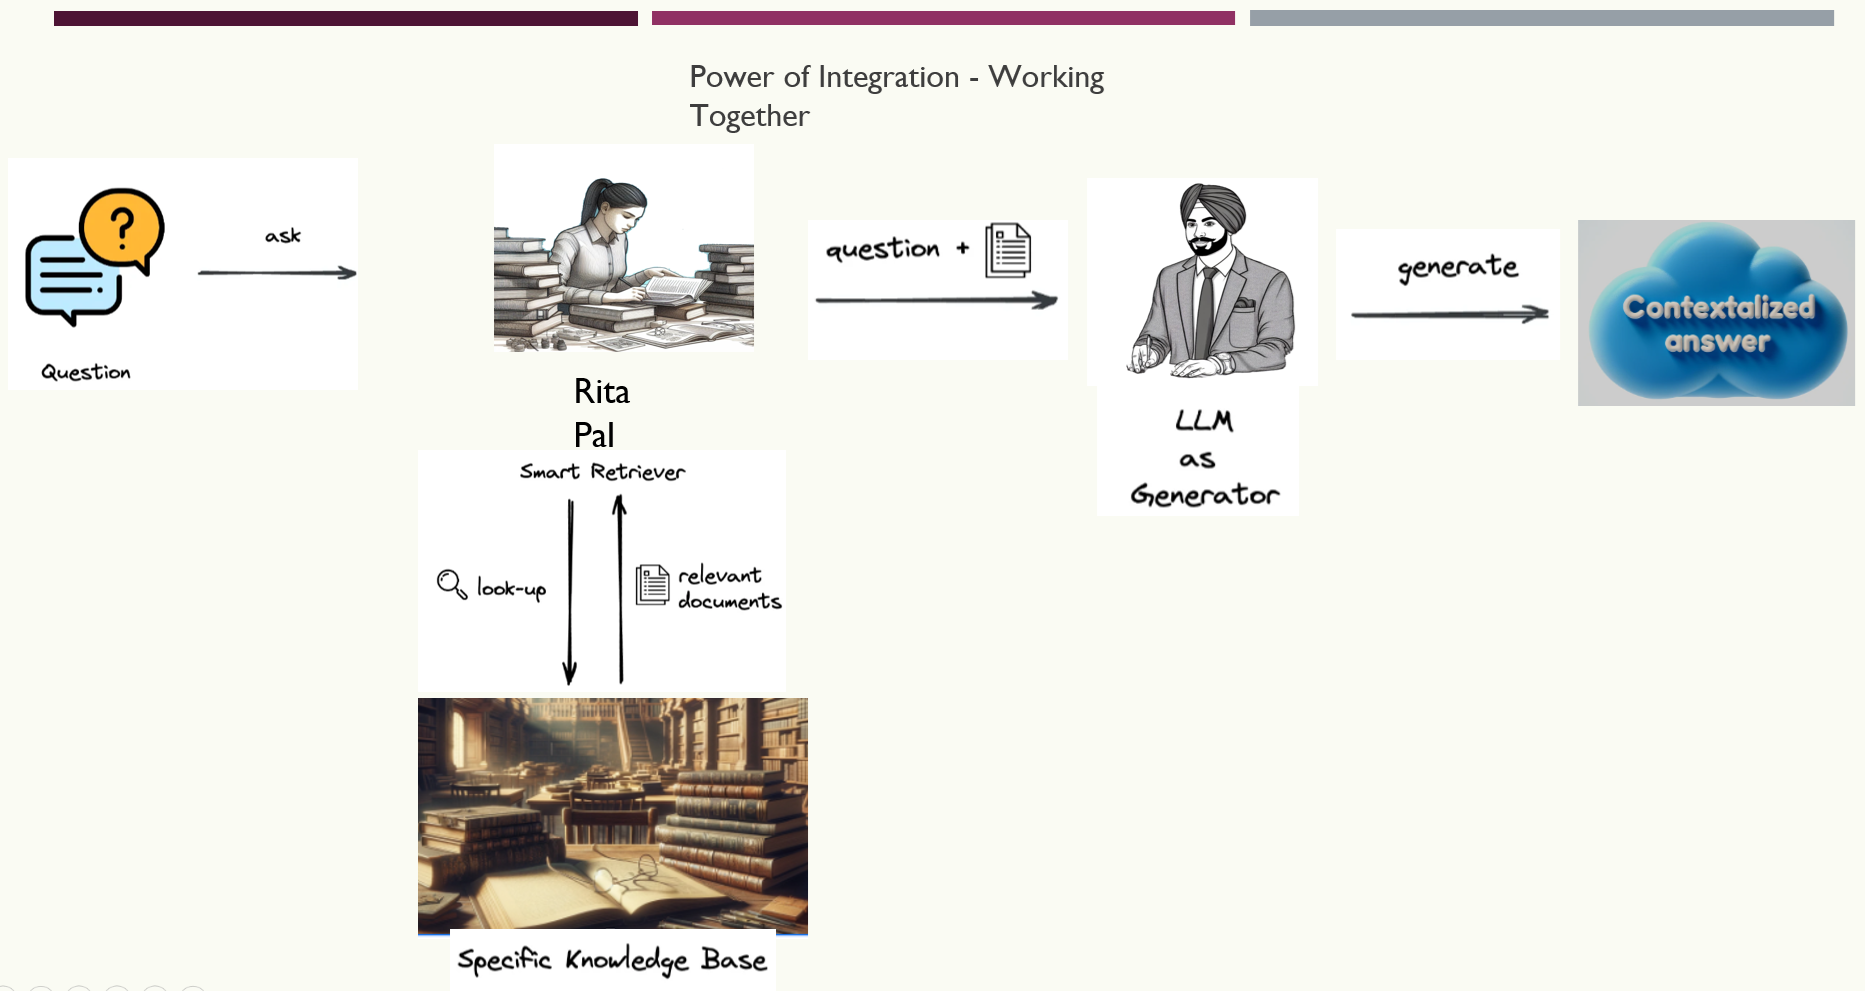 Power of Integration - Working
Together
ask
Question
Rita
Pal
Smart Retriever
look-up
relevant
documents
Specific Knowledge Base
question +
LLM
as
Generator
generate
Contextalized
answer